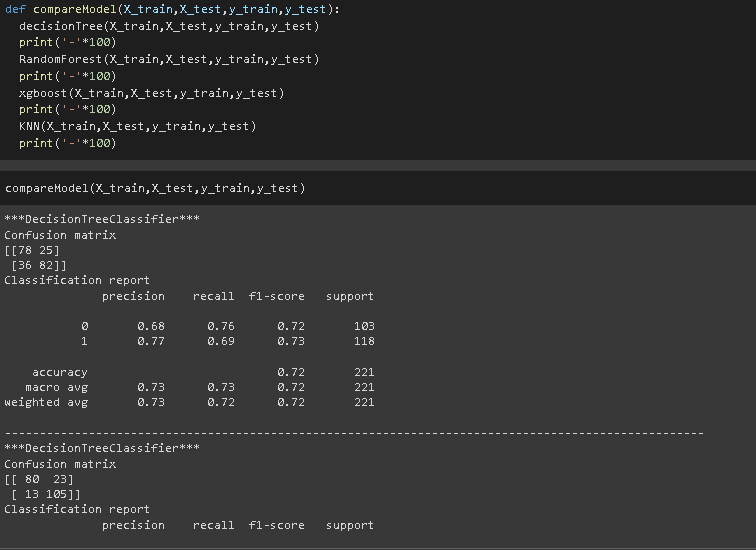 def compareModel(X_train,X_test,y_train,y_test):
  decisionTree(X_train,X_test,y_train,y_test)
  print('-'*100)
  RandomForest(X_train,X_test,y_train,y_test)
  print('-'*100)
  xgboost(X_train,X_test,y_train,y_test)
  print('-'*100)
  KNN(X_train,X_test,y_train,y_test)
  print('-'*100)
compareModel(X_train,X_test,y_train,y_test)
***DecisionTreeClassifier***
Confusion matrix
[[78 25]
 [36 82]]
Classification report
              precision    recall  f1-score   support
           0       0.68      0.76      0.72       103
           1       0.77      0.69      0.73       118
    accuracy                           0.72       221
   macro avg       0.73      0.73      0.72       221
weighted avg       0.73      0.72      0.72       221
----------------------------------------------------------------------------------------------------
***DecisionTreeClassifier***
Confusion matrix
[[ 80  23]
 [ 13 105]]
Classification report
              precision    recall  f1-score   support